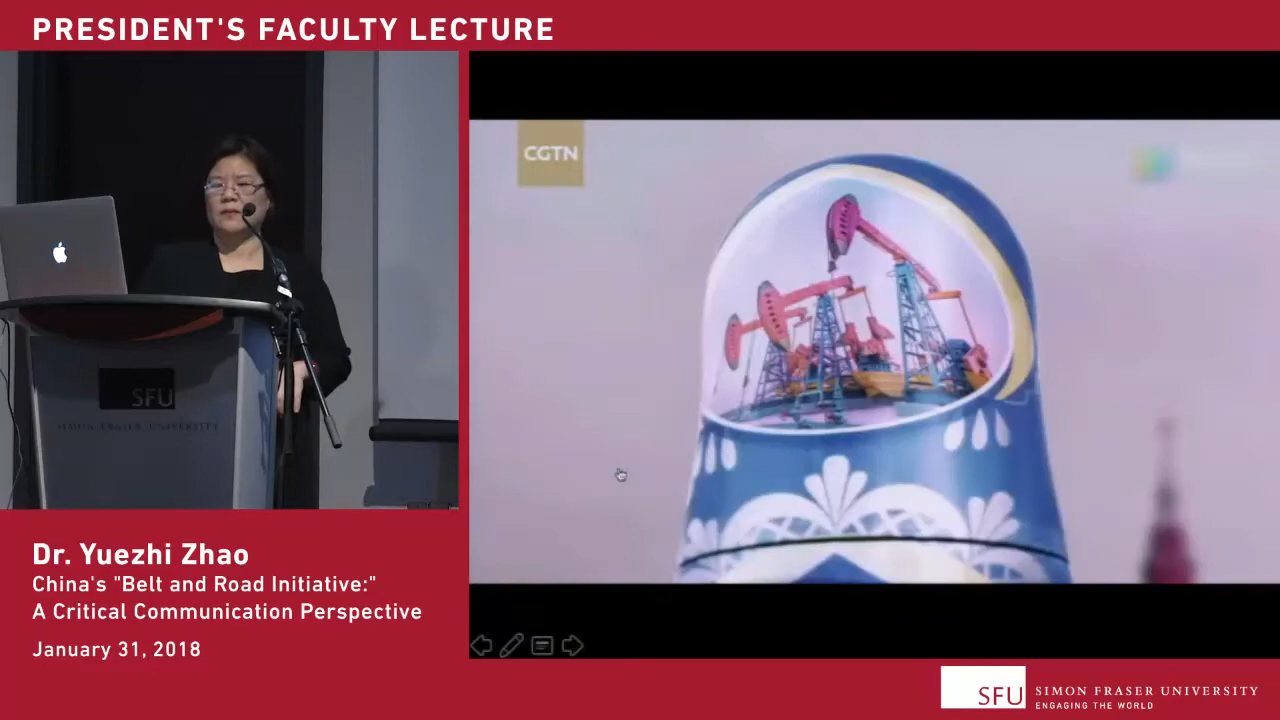 PRESIDENT'S FACULTY LECTURE
CGTN
SFU
SIMON FRASER UNIVERSITY
Dr. Yuezhi Zhao
China's "Belt and Road Initiative:"
A Critical Communication Perspective
January 31, 2018
SFU
SIMON FRASER UNIVERSITY
ENGAGING THE WORLD